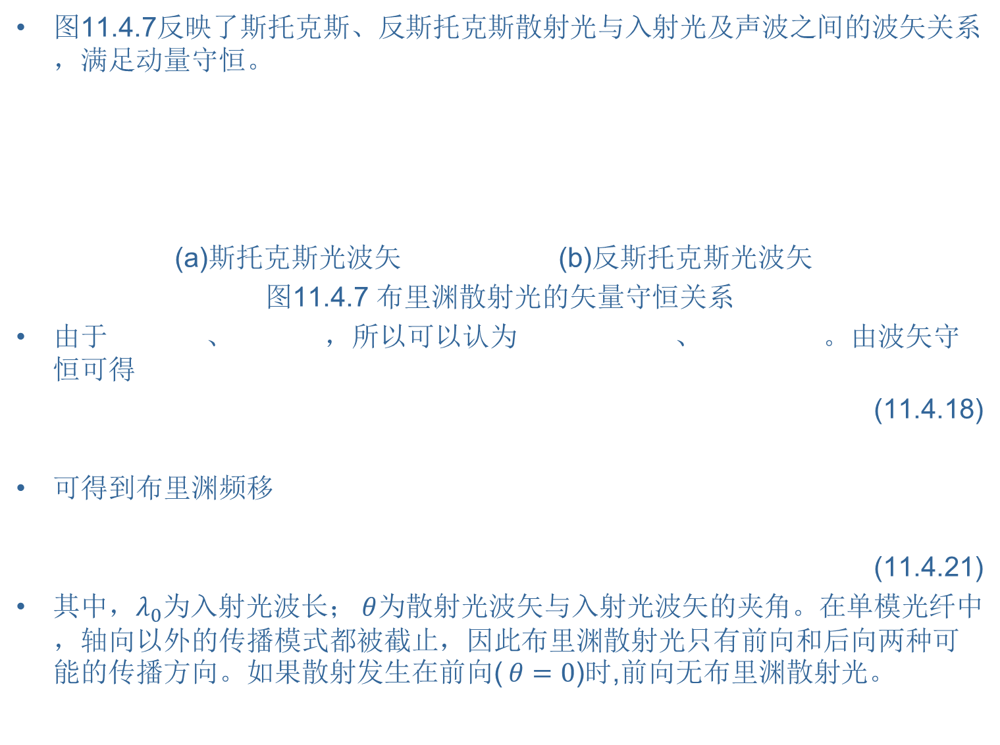 • 图11.4.7反映了斯托克斯、反斯托克斯散射光与入射光及声波之间的波矢关系
，满足动量守恒。
(a)斯托克斯光波矢 (b)反斯托克斯光波矢
图11.4.7 布里渊散射光的矢量守恒关系
• 由于 、 ，所以可以认为 、 。由波矢守
恒可得
(11.4.18)
• 可得到布里渊频移
(11.4.21)
• 其中，λ₀为入射光波长； θ为散射光波矢与入射光波矢的夹角。在单模光纤中
，轴向以外的传播模式都被截止，因此布里渊散射光只有前向和后向两种可
能的传播方向。如果散射发生在前向( θ = 0)时,前向无布里渊散射光。